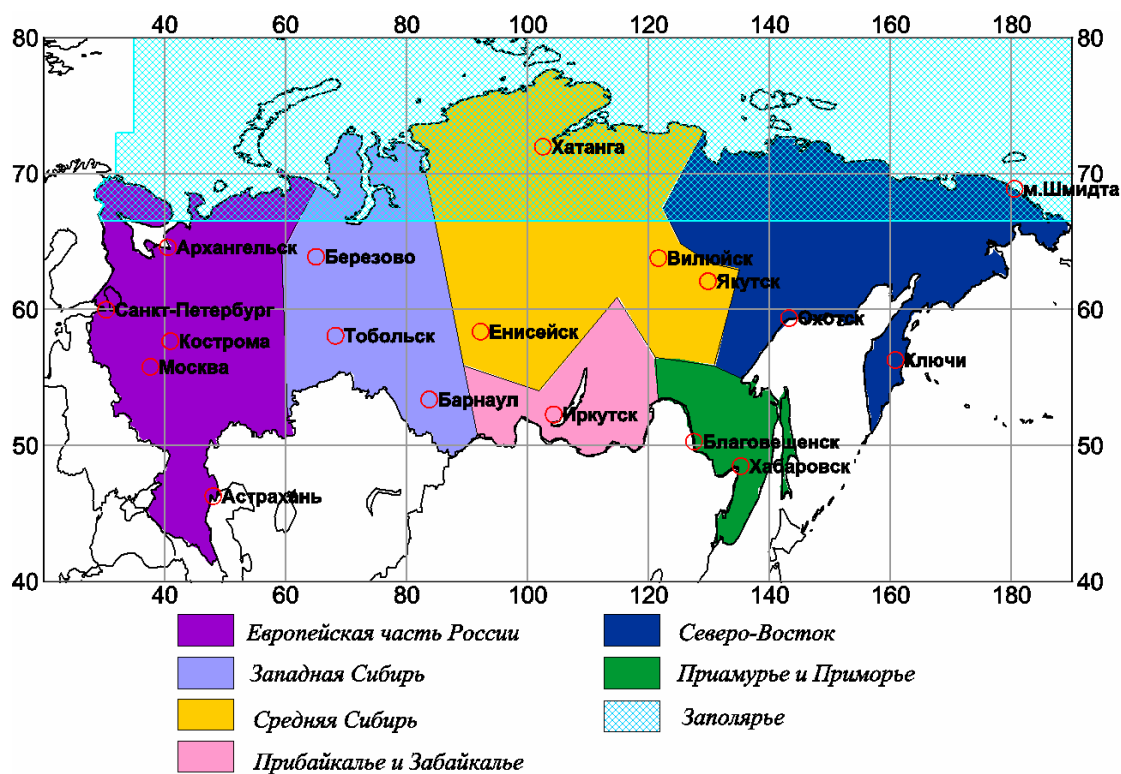 40 60 80 100 120 140 160 180
80 80
Хатанга
70 70
м.Шмидта
Архангельск
Березово
Вилюйск
Якутск
60 Санкт-Петербург Охотск 60
Тобольск Енисейск
Кострома
Москва Ключи
Барнаул
Иркутск
50 Благовещенск 50
Хабаровск
Астрахань
40 40
40 60 80 100 120 140 160 180
Европейская часть России
Западная Сибирь
Средняя Сибирь
Прибайкалье и Забайкалье
Северо-Восток
Приамурье и Приморье
Заполярье